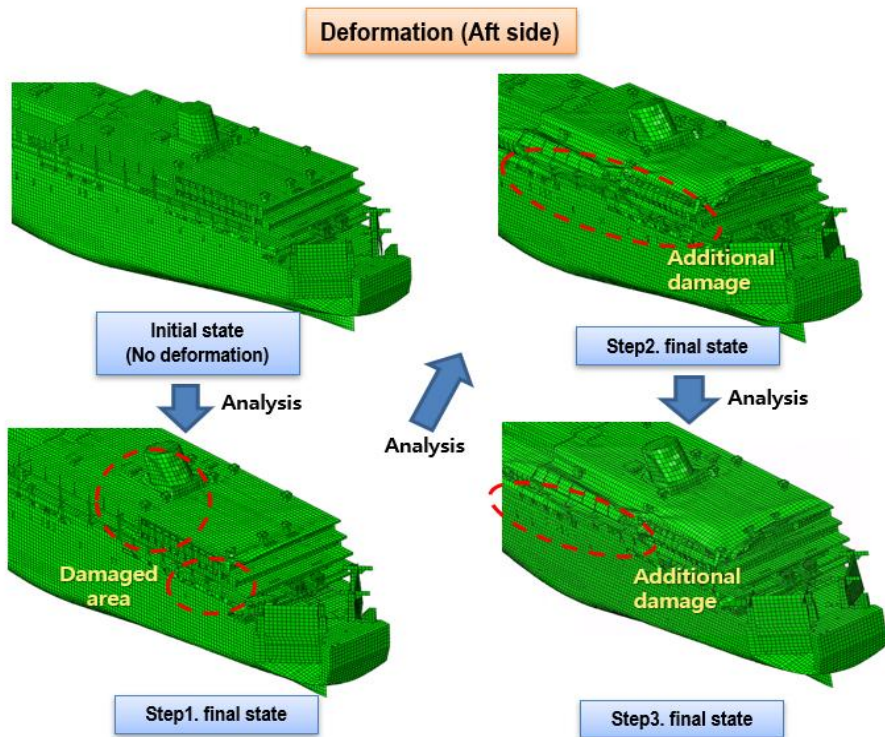 Deformation (Aft side)
Initial state
(No deformation)
Analysis
Damaged
area
Step1. final state
Analysis
Additional
damage
Step2. final state
Analysis
Additional
damage
Step3. final state